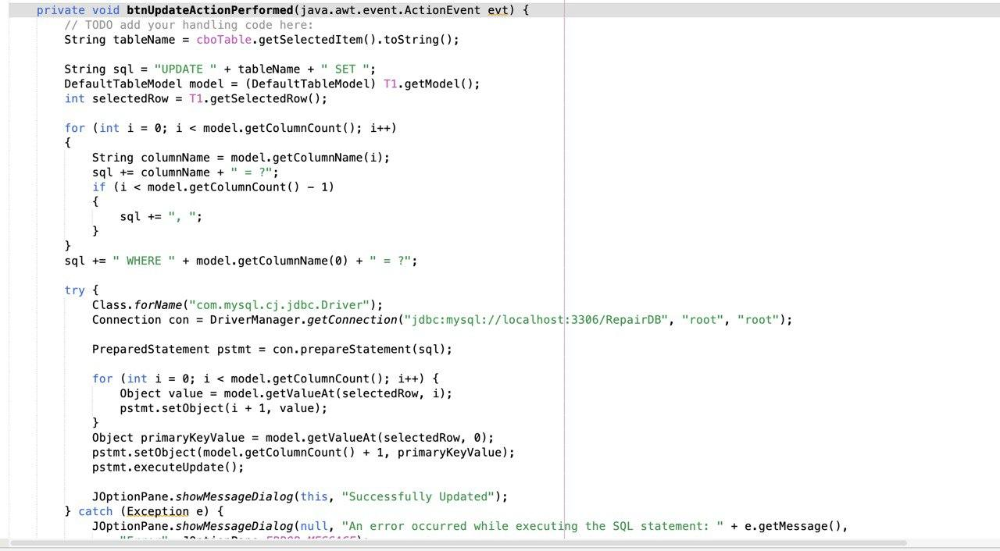 private void btnUpdateActionPerformed(java.awt.event.ActionEvent evt) {
// TODO add your handling code here:
String tableName = cboTable.getSelectedItem().toString();
String sql = "UPDATE " + tableName + " SET ";
DefaultTableModel model = (DefaultTableModel) T1.getModel();
int selectedRow = T1.getSelectedRow();
for (int i = 0; i < model.getColumnCount(); i++)
{
String columnName = model.getColumnName(i);
sql += columnName + " = ?";
if (i < model.getColumnCount() - 1)
{
sql += ", ";
}
}
sql += " WHERE " + model.getColumnName(0) + " = ?";
try {
Class.forName("com.mysql.cj.jdbc.Driver");
Connection con = DriverManager.getConnection("jdbc:mysql://localhost:3306/RepairDB", "root", "root");
PreparedStatement pstmt = con.prepareStatement(sql);
for (int i = 0; i < model.getColumnCount(); i++) {
Object value = model.getValueAt(selectedRow, i);
pstmt.setObject(i + 1, value);
}
Object primaryKeyValue = model.getValueAt(selectedRow, 0);
pstmt.setObject(model.getColumnCount() + 1, primaryKeyValue);
pstmt.executeUpdate();
JOptionPane.showMessageDialog(this, "Successfully Updated");
} catch (Exception e) {
JOptionPane.showMessageDialog(null, "An error occurred while executing the SQL statement: " + e.getMessage(),